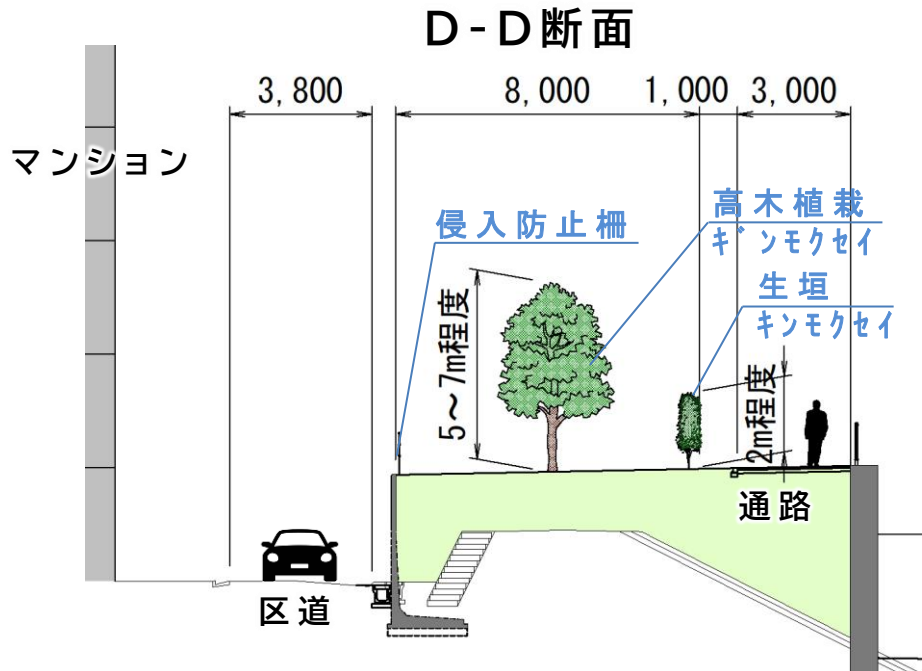 D-D断面
3,800
8,000
1,000
3,000
マンション
侵入防止柵
高木植栽
ギンモクセイ
生垣
キンモクセイ
5～7m程度
2m程度
通路
区道